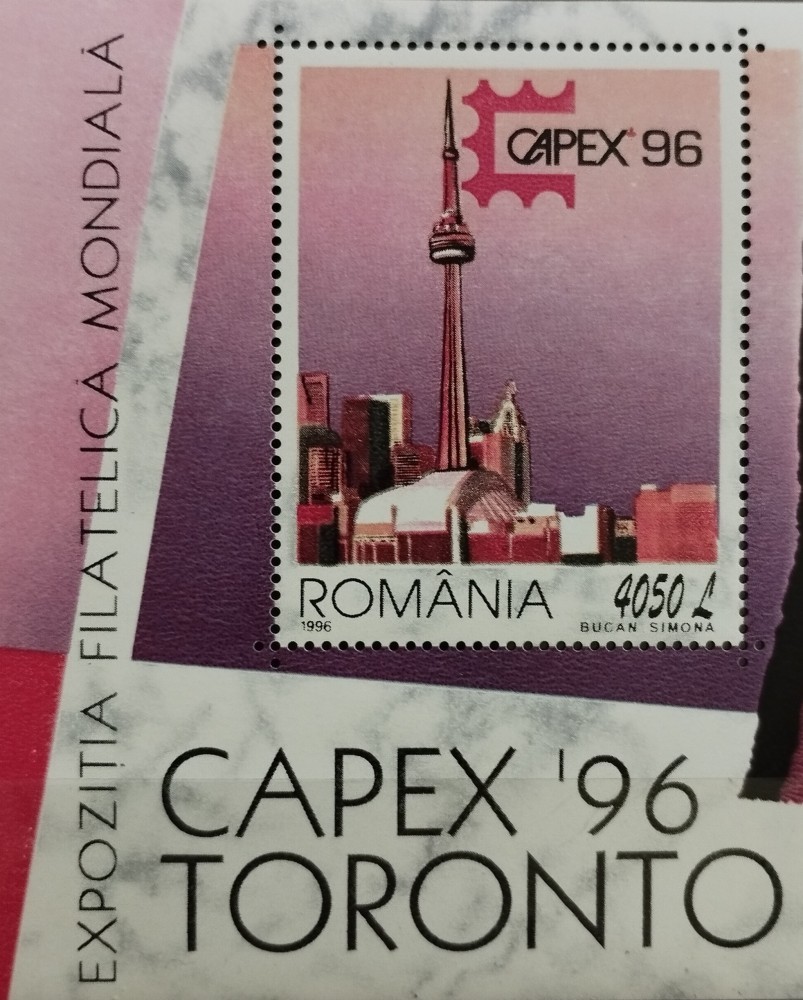 EXPOZIȚIA FILATELICĂ MONDIALĂ
CAPEX '96
ROMÂNIA
4050 L
1996
BUCAN SIMONA
CAPEX '96
TORONTO